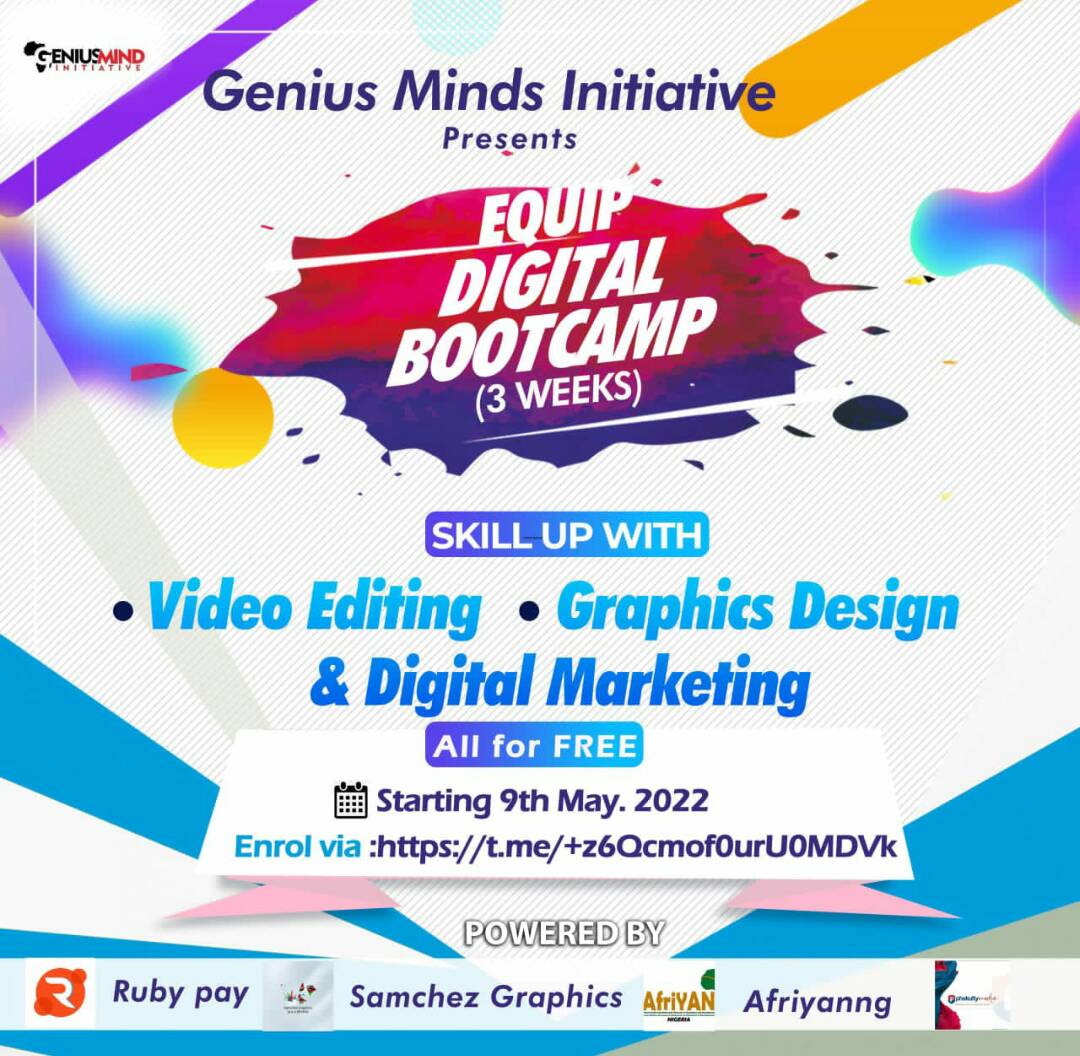 GENIUSMIND
INITIATIVE
Genius Minds Initiative
Presents
EQUIP
DIGITAL
BOOTCAMP
(3 WEEKS)
SKILL UP WITH
• Video Editing • Graphics Design
& Digital Marketing
All for FREE
Starting 9th May. 2022
Enrol via :https://t.me/+z6Qcmof0urU0MDVk
POWERED BY
R Ruby pay Samchez Graphics AfriYAN Afriyanng
NIGERIA